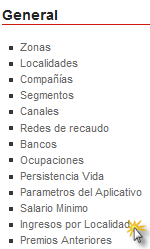 General
Zonas
Localidades
Compañías
Segmentos
Canales
Redes de recaudo
Bancos
Ocupaciones
Persistencia Vida
Parametros del Aplicativo
Salario Minimo
Ingresos por Localidad
Premios Anteriores